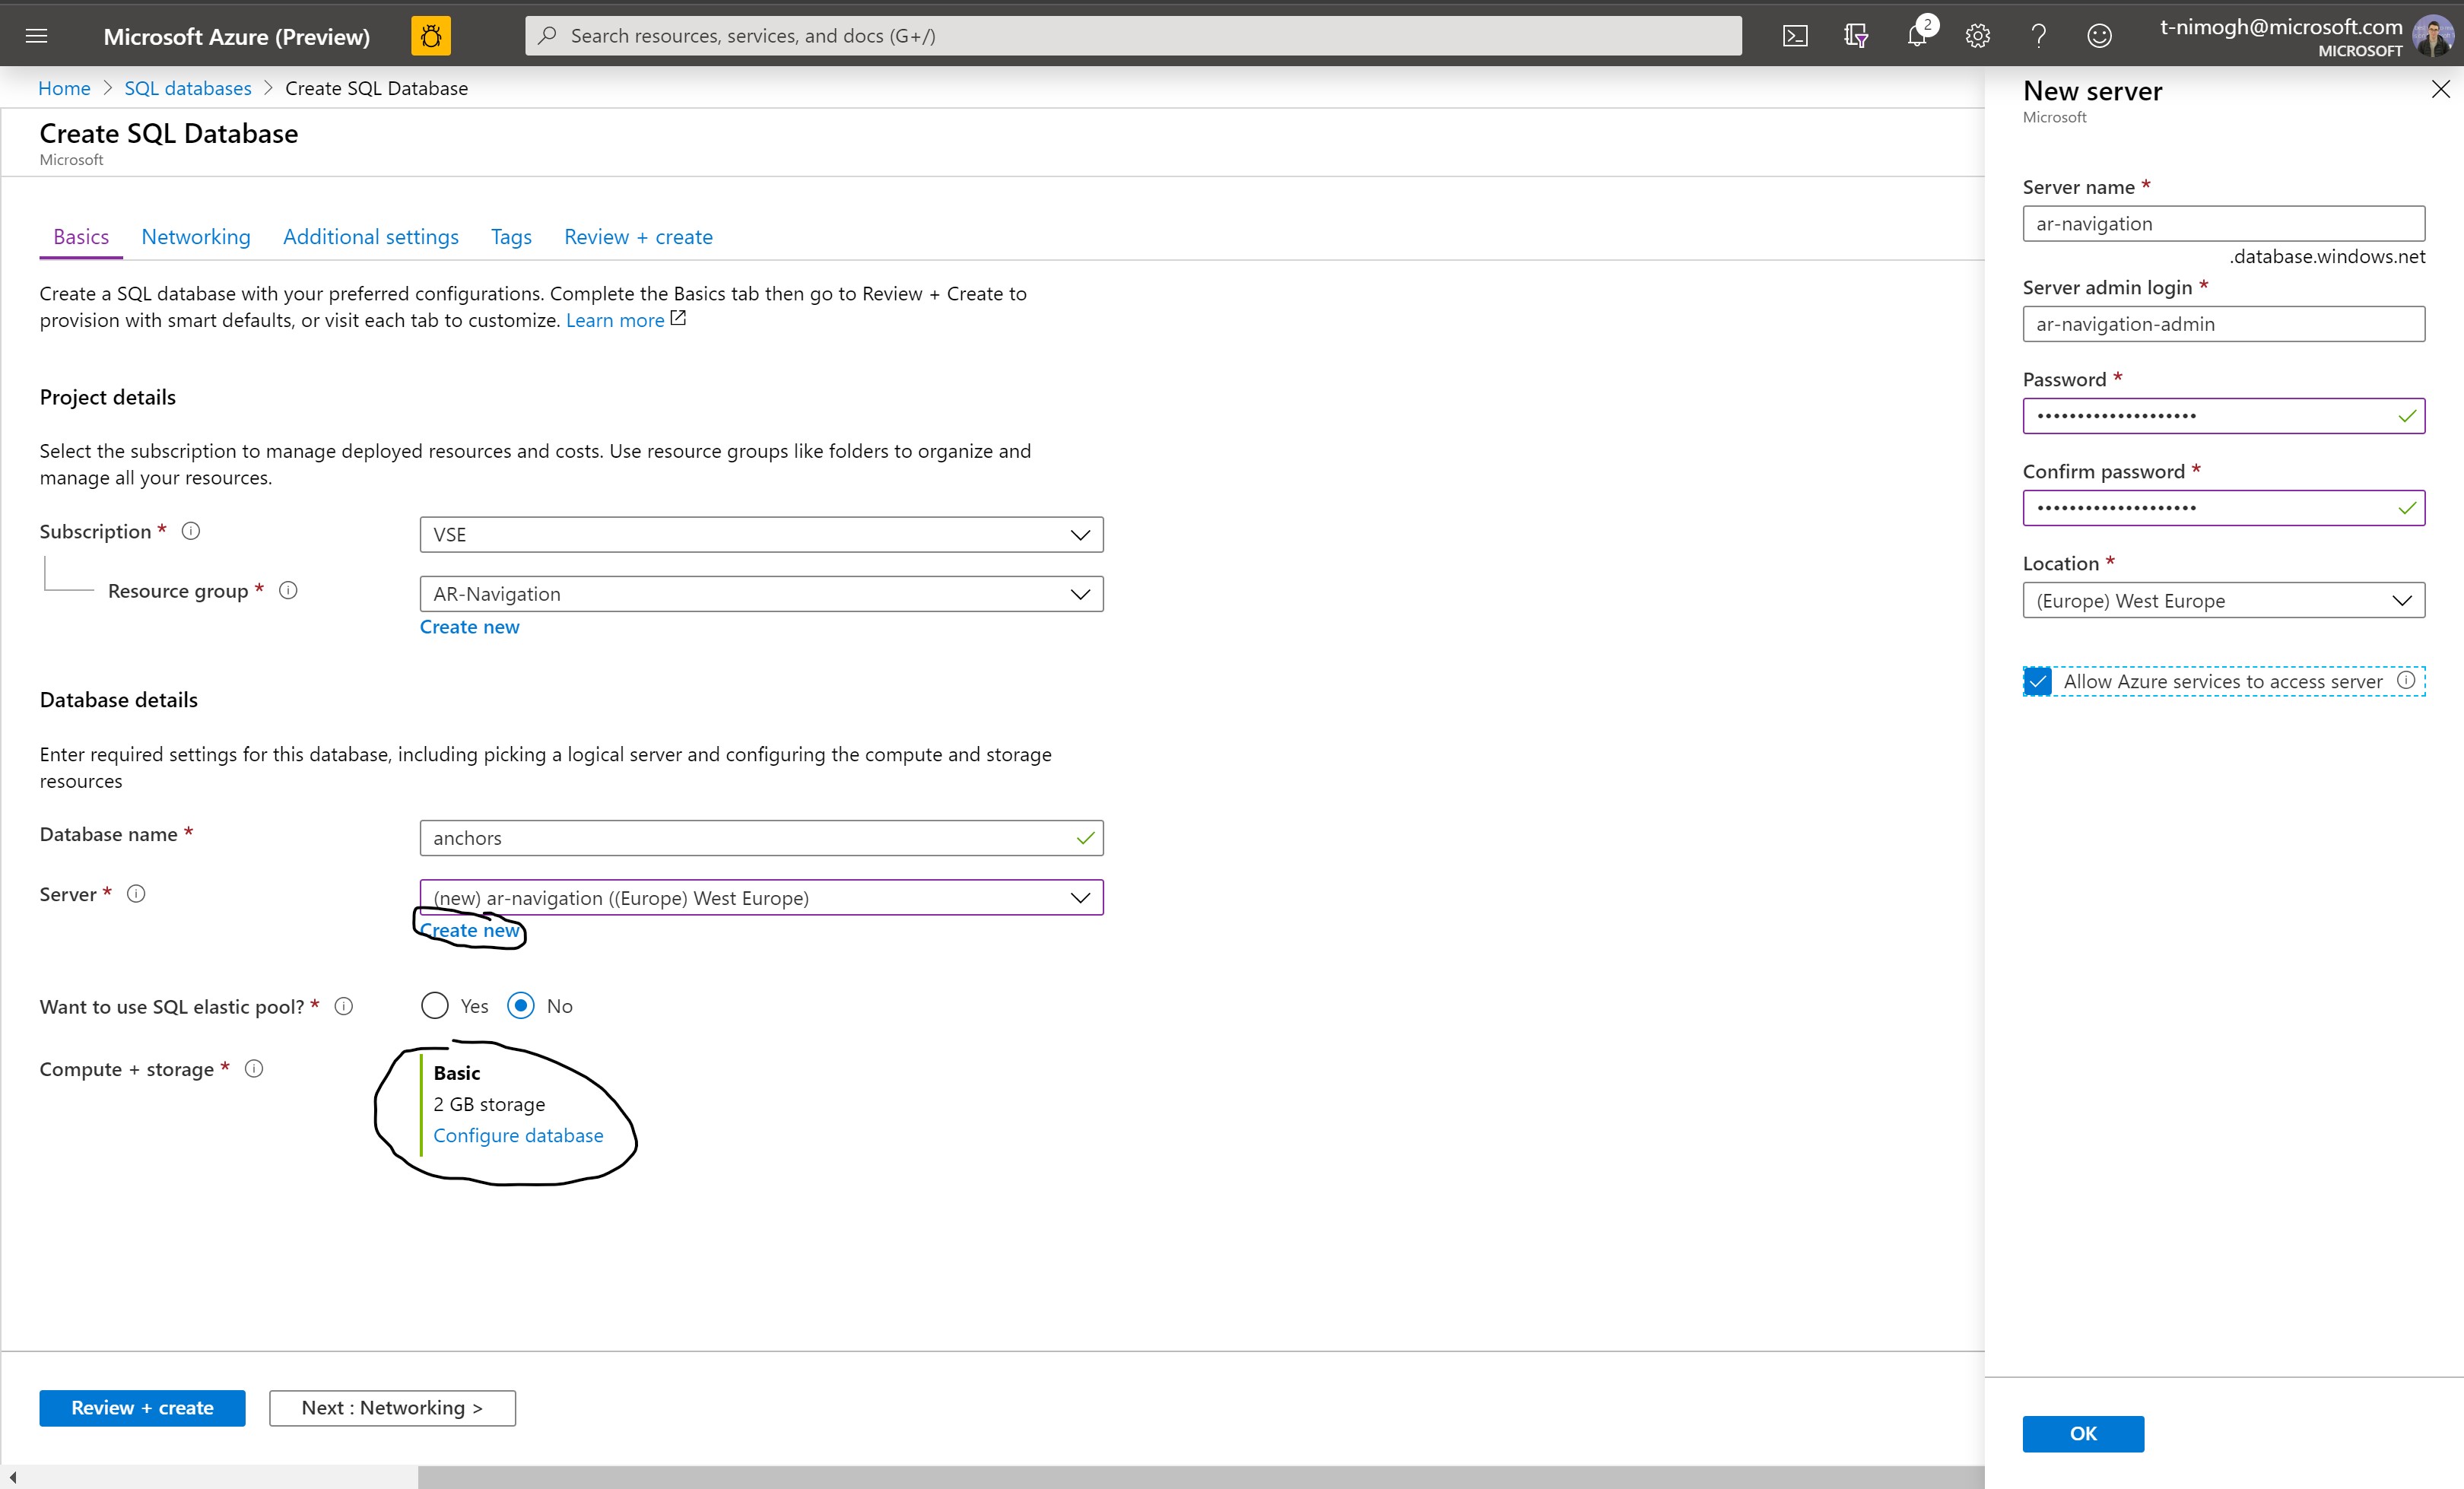 Microsoft Azure (Preview)
Search resources, services, and docs (G+/)
2
t-nimogh@microsoft.com
MICROSOFT
Home > SQL databases > Create SQL Database
Create SQL Database
Microsoft
Basics
Networking
Additional settings
Tags
Review + create
Create a SQL database with your preferred configurations. Complete the Basics tab then go to Review + Create to
provision with smart defaults, or visit each tab to customize. Learn more
Project details
Select the subscription to manage deployed resources and costs. Use resource groups like folders to organize and
manage all your resources.
Subscription *
VSE
Resource group *
AR-Navigation
Create new
Database details
Enter required settings for this database, including picking a logical server and configuring the compute and storage
resources
Database name *
anchors
Server *
(new) ar-navigation ((Europe) West Europe)
Create new
Want to use SQL elastic pool? *
Yes
No
Compute + storage *
Basic
2 GB storage
Configure database
Review + create
Next : Networking >
New server
Microsoft
Server name *
ar-navigation
.database.windows.net
Server admin login *
ar-navigation-admin
Password *
••••••••••••••••••••
Confirm password *
••••••••••••••••••••
Location *
(Europe) West Europe
Allow Azure services to access server
OK